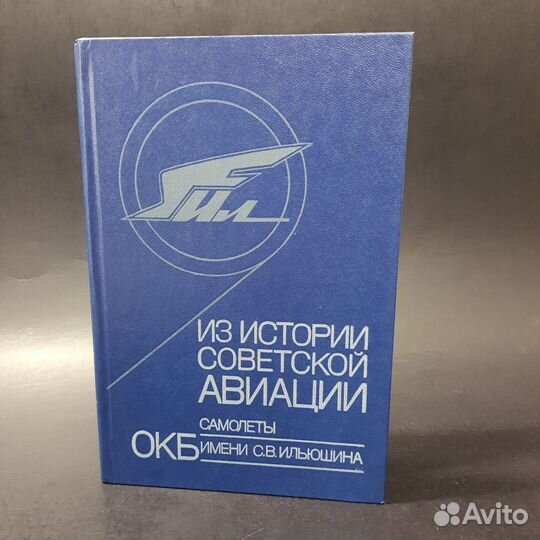 Ил
ИЗ ИСТОРИИ
СОВЕТСКОЙ
АВИАЦИИ
САМОЛЕТЫ
ОКБ ИМЕНИ С.В. ИЛЬЮШИНА
Avito